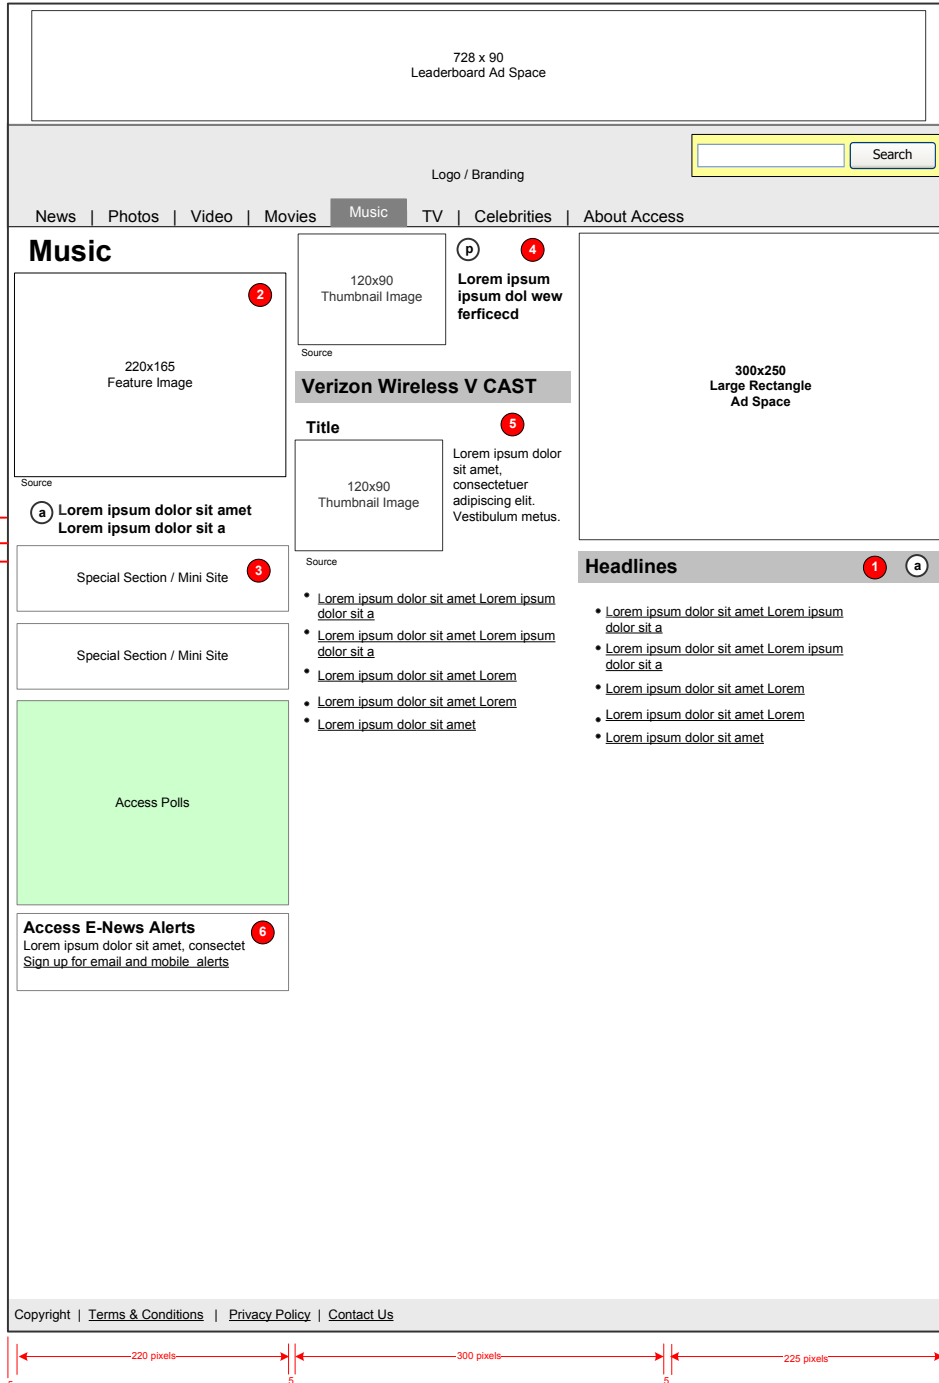 728 x 90
Leaderboard Ad Space
Search
Logo / Branding
News | Photos | Video | Movies Music TV | Celebrities | About Access
Music
2
220x165
Feature Image
Source
a Lorem ipsum dolor sit amet
Lorem ipsum dolor sit a
Special Section / Mini Site 3
Special Section / Mini Site
Access Polls
Access E-News Alerts 6
Lorem ipsum dolor sit amet, consectet
Sign up for email and mobile alerts
120x90
Thumbnail Image
Source
p 4
Lorem ipsum
ipsum dol wew
ferficecd
Verizon Wireless V CAST
Title 5
120x90
Thumbnail Image
Source
Lorem ipsum dolor
sit amet,
consectetuer
adipiscing elit.
Vestibulum metus.
• Lorem ipsum dolor sit amet Lorem ipsum
dolor sit a
• Lorem ipsum dolor sit amet Lorem ipsum
dolor sit a
• Lorem ipsum dolor sit amet Lorem
• Lorem ipsum dolor sit amet Lorem
• Lorem ipsum dolor sit amet
300x250
Large Rectangle
Ad Space
Headlines 1 a
• Lorem ipsum dolor sit amet Lorem ipsum
dolor sit a
• Lorem ipsum dolor sit amet Lorem ipsum
dolor sit a
• Lorem ipsum dolor sit amet Lorem
• Lorem ipsum dolor sit amet Lorem
• Lorem ipsum dolor sit amet
Copyright | Terms & Conditions | Privacy Policy | Contact Us
220 pixels 300 pixels 225 pixels
5 5